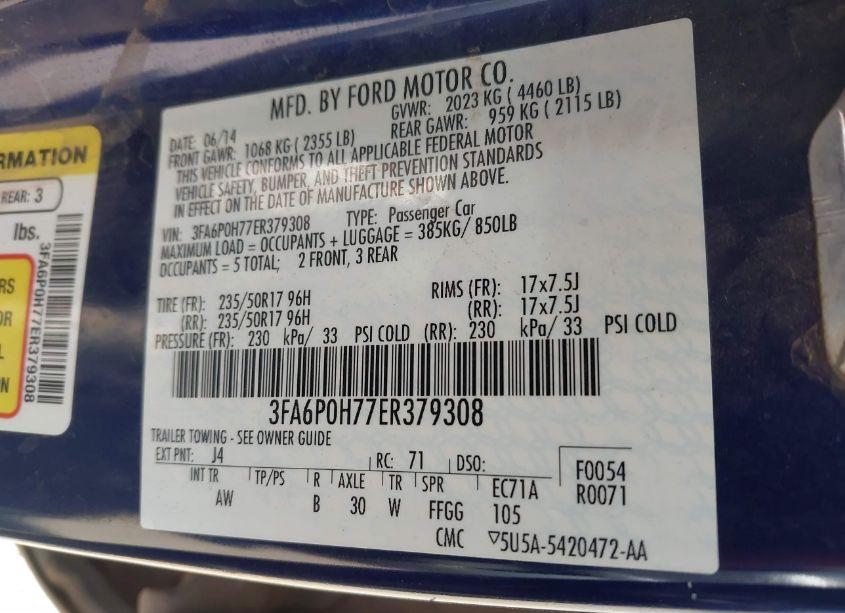 MFD. BY FORD MOTOR CO.
DATE: 06/14 GVWR: 2023 KG ( 4460 LB)
FRONT GAWR: 1068 KG ( 2355 LB) REAR GAWR: 959 KG ( 2115 LB)
THIS VEHICLE CONFORMS TO ALL APPLICABLE FEDERAL MOTOR
VEHICLE SAFETY, BUMPER, AND THEFT PREVENTION STANDARDS
IN EFFECT ON THE DATE OF MANUFACTURE SHOWN ABOVE.
VIN: 3FA6P0H77ER379308 TYPE: Passenger Car
MAXIMUM LOAD = OCCUPANTS + LUGGAGE = 385KG/ 850LB
OCCUPANTS = 5 TOTAL; 2 FRONT, 3 REAR
TIRE (FR): 235/50R17 96H RIMS (FR): 17x7.5J
(RR): 235/50R17 96H (RR): 17x7.5J
PRESSURE (FR): 230 kPa/ 33 PSI COLD (RR): 230 kPa/ 33 PSI COLD
3FA6P0H77ER379308
TRAILER TOWING - SEE OWNER GUIDE
EXT PNT: J4 RC: 71 DSO:
F0054
R0071
INT TR TP/PS R AXLE TR SPR EC71A
AW B 30 W FFGG 105
CMC ▽5U5A-5420472-AA
RMATION
REAR: 3
lbs.
3FA6P0H77ER379308
RS
OR
L
ON